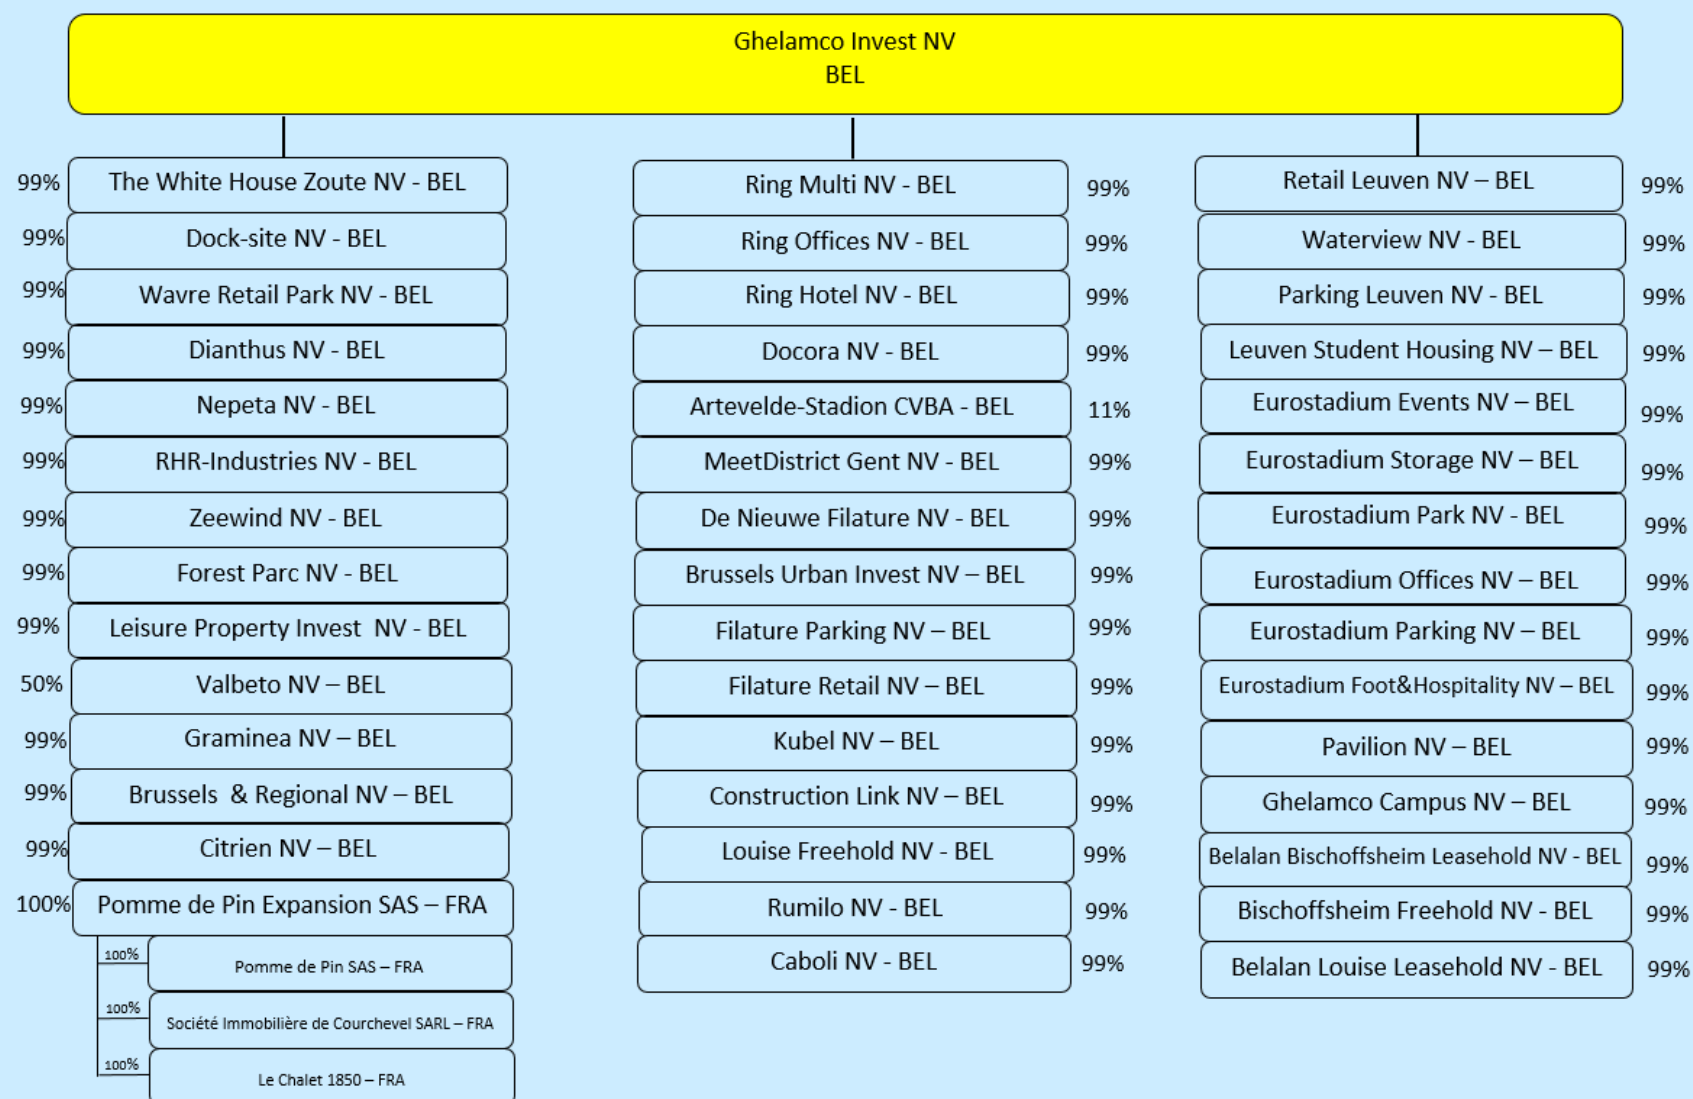 Ghelamco Invest NV
BEL
99% The White House Zoute NV - BEL
99% Dock-site NV - BEL
99% Wavre Retail Park NV - BEL
99% Dianthus NV - BEL
99% Nepeta NV - BEL
99% RHR-Industries NV - BEL
99% Zeewind NV - BEL
99% Forest Parc NV - BEL
99% Leisure Property Invest NV - BEL
50% Valbeto NV – BEL
99% Graminea NV – BEL
99% Brussels & Regional NV – BEL
99% Citrien NV – BEL
100% Pomme de Pin Expansion SAS – FRA
100% Pomme de Pin SAS – FRA
100% Société Immobilière de Courchevel SARL – FRA
100% Le Chalet 1850 – FRA
Ring Multi NV - BEL 99%
Ring Offices NV - BEL 99%
Ring Hotel NV - BEL 99%
Docora NV - BEL 99%
Artevelde-Stadion CVBA - BEL 11%
MeetDistrict Gent NV - BEL 99%
De Nieuwe Filature NV - BEL 99%
Brussels Urban Invest NV – BEL 99%
Filature Parking NV – BEL 99%
Filature Retail NV – BEL 99%
Kubel NV – BEL 99%
Construction Link NV – BEL 99%
Louise Freehold NV - BEL 99%
Rumilo NV - BEL 99%
Caboli NV - BEL 99%
Retail Leuven NV – BEL 99%
Waterview NV - BEL 99%
Parking Leuven NV - BEL 99%
Leuven Student Housing NV – BEL 99%
Eurostadium Events NV – BEL 99%
Eurostadium Storage NV – BEL 99%
Eurostadium Park NV - BEL 99%
Eurostadium Offices NV – BEL 99%
Eurostadium Parking NV – BEL 99%
Eurostadium Foot&Hospitality NV – BEL 99%
Pavilion NV – BEL 99%
Ghelamco Campus NV – BEL 99%
Belalan Bischoffsheim Leasehold NV - BEL 99%
Bischoffsheim Freehold NV - BEL 99%
Belalan Louise Leasehold NV - BEL 99%